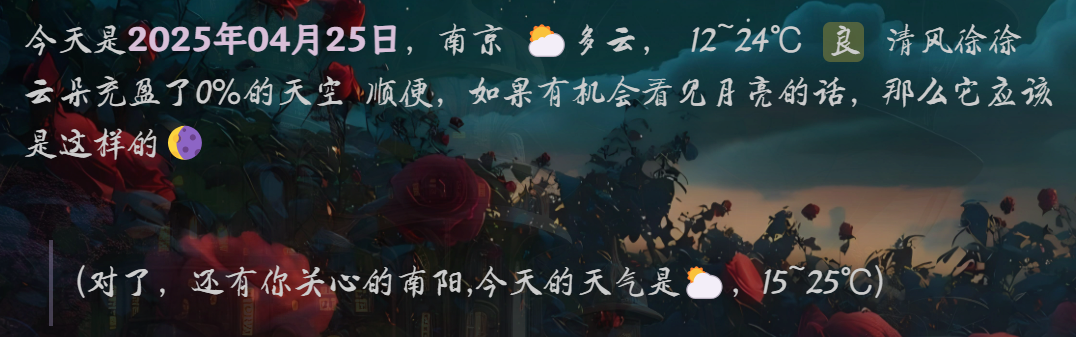 今天是2025年04月25日，南京 ⛅ 多云， 12~24℃ 良 清风徐徐
云朵充盈了0%的天空 顺便，如果有机会看见月亮的话，那么它应该
是这样的🌘
(对了，还有你关心的南阳,今天的天气是⛅，15~25℃)